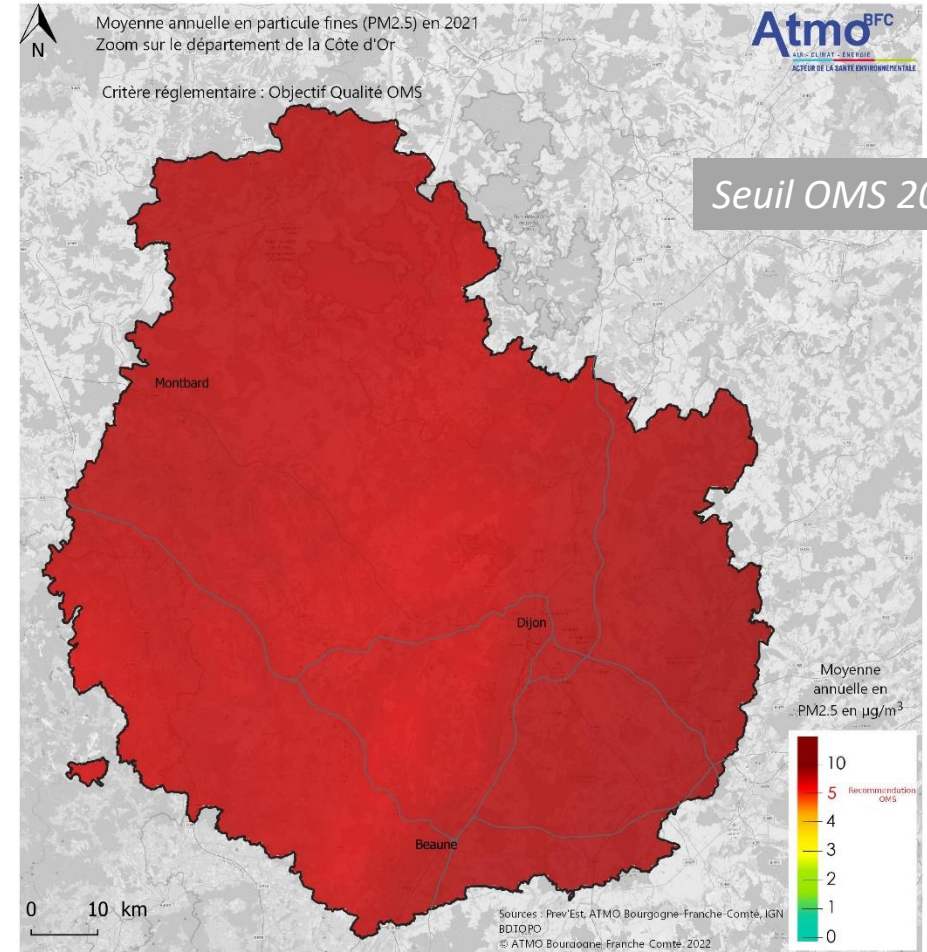 Moyenne annuelle en particule fines (PM2.5) en 2021
Zoom sur le département de la Côte d'Or
Critère réglementaire : Objectif Qualité OMS
N
Atmo BFC
AIR - CLIMAT - ENERGIE
ACTEUR DE LA SANTÉ ENVIRONNEMENTALE
Seuil OMS 20
Montbard
Dijon
Beaune
Moyenne
annuelle en
PM2.5 en µg/m³
10
5 Recommandation
OMS
4
3
2
1
0
0 10 km
Sources : Prev'Est, ATMO Bourgogne-Franche-Comté, IGN
BDTOPO
© ATMO Bourgogne-Franche-Comté, 2022